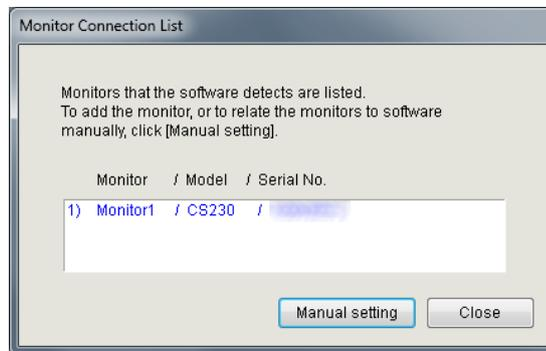 Monitor Connection List
Monitors that the software detects are listed.
To add the monitor, or to relate the monitors to software
manually, click [Manual setting].
Monitor / Model / Serial No.
1) Monitor1 / CS230 /
Manual setting Close